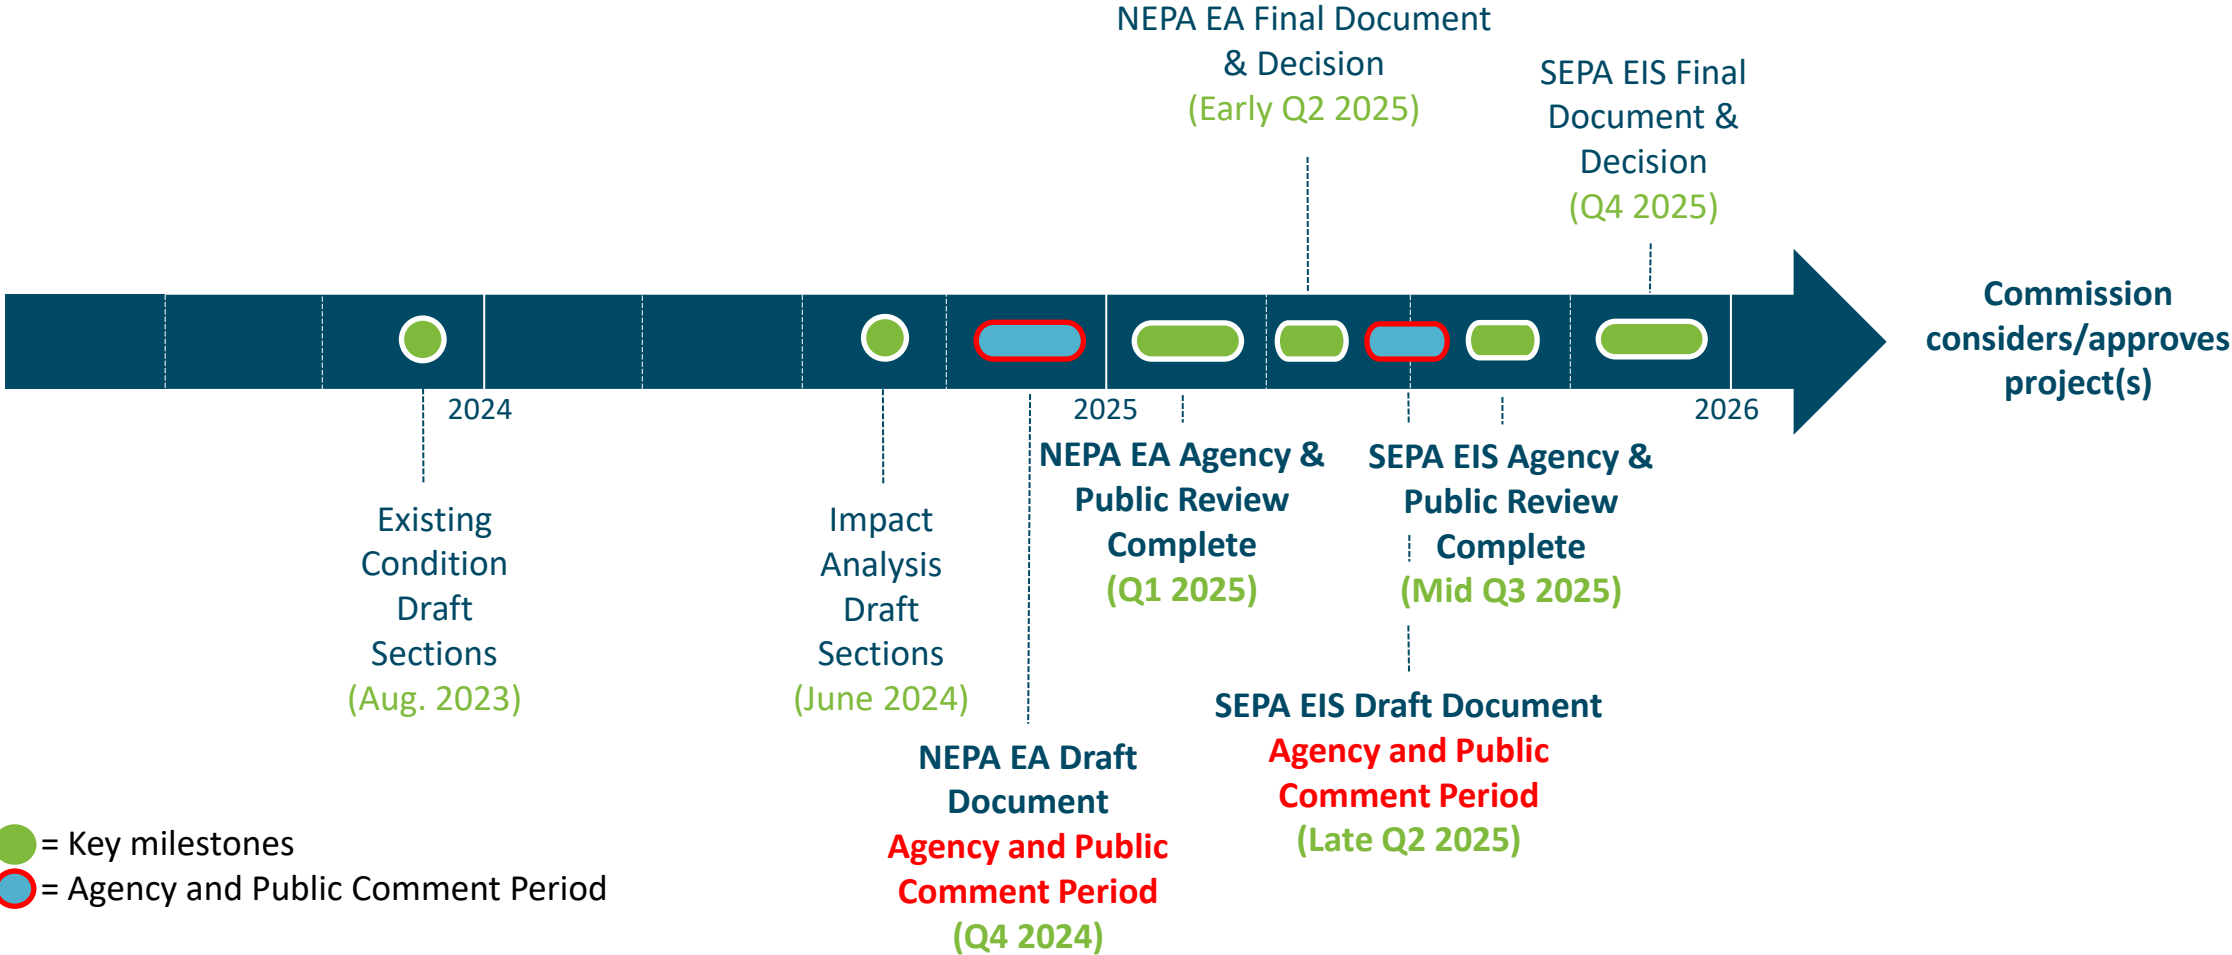 NEPA EA Final Document
& Decision
(Early Q2 2025)
SEPA EIS Final
Document &
Decision
(Q4 2025)
Commission
considers/approves
project(s)
2024
2025
2026
Existing
Condition
Draft
Sections
(Aug. 2023)
Impact
Analysis
Draft
Sections
(June 2024)
NEPA EA Draft
Document
Agency and Public
Comment Period
(Q4 2024)
NEPA EA Agency &
Public Review
Complete
(Q1 2025)
SEPA EIS Agency &
Public Review
Complete
(Mid Q3 2025)
SEPA EIS Draft Document
Agency and Public
Comment Period
(Late Q2 2025)
= Key milestones
= Agency and Public Comment Period